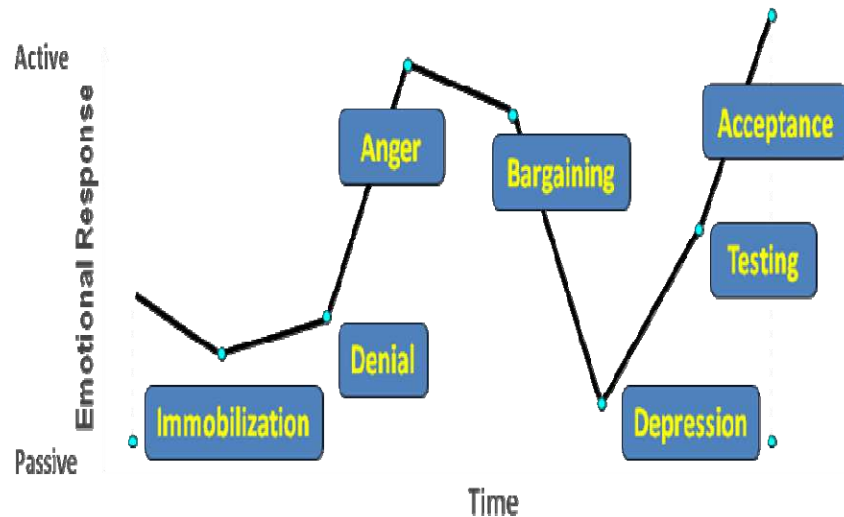 Active
Emotional Response
Passive
Immobilization
Denial
Anger
Bargaining
Depression
Testing
Acceptance
Time